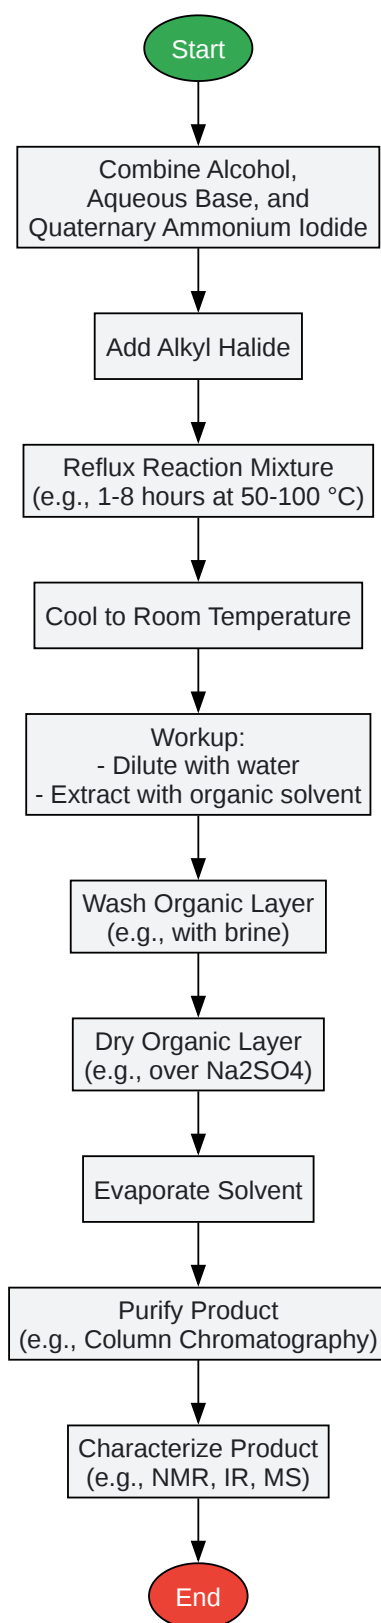 Start
Combine Alcohol,
Aqueous Base, and
Quaternary Ammonium Iodide
Add Alkyl Halide
Reflux Reaction Mixture
(e.g., 1-8 hours at 50-100 °C)
Cool to Room Temperature
Workup:
- Dilute with water
- Extract with organic solvent
Wash Organic Layer
(e.g., with brine)
Dry Organic Layer
(e.g., over Na2SO4)
Evaporate Solvent
Purify Product
(e.g., Column Chromatography)
Characterize Product
(e.g., NMR, IR, MS)
End